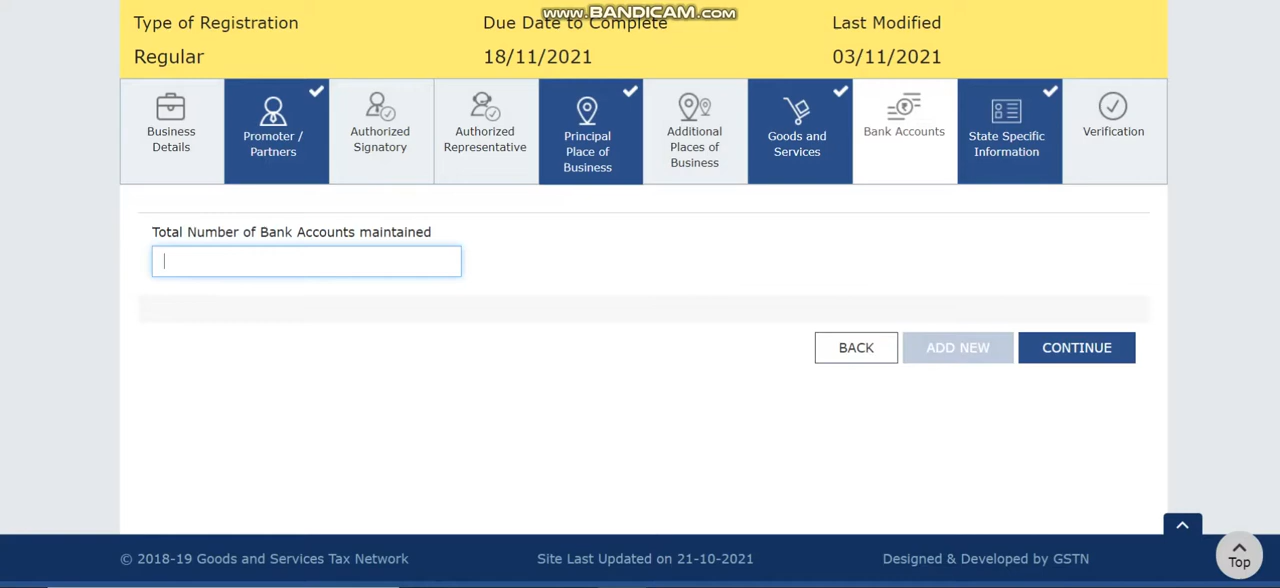 www.BANDICAM.com
Type of Registration
Due Date to Complete
Last Modified
Regular
18/11/2021
03/11/2021
Business
Details
Promoter /
Partners
Authorized
Signatory
Authorized
Representative
Principal
Place of
Business
Additional
Places of
Business
Goods and
Services
Bank Accounts
State Specific
Information
Verification
Total Number of Bank Accounts maintained
BACK
ADD NEW
CONTINUE
© 2018-19 Goods and Services Tax Network
Site Last Updated on 21-10-2021
Designed & Developed by GSTN
Top